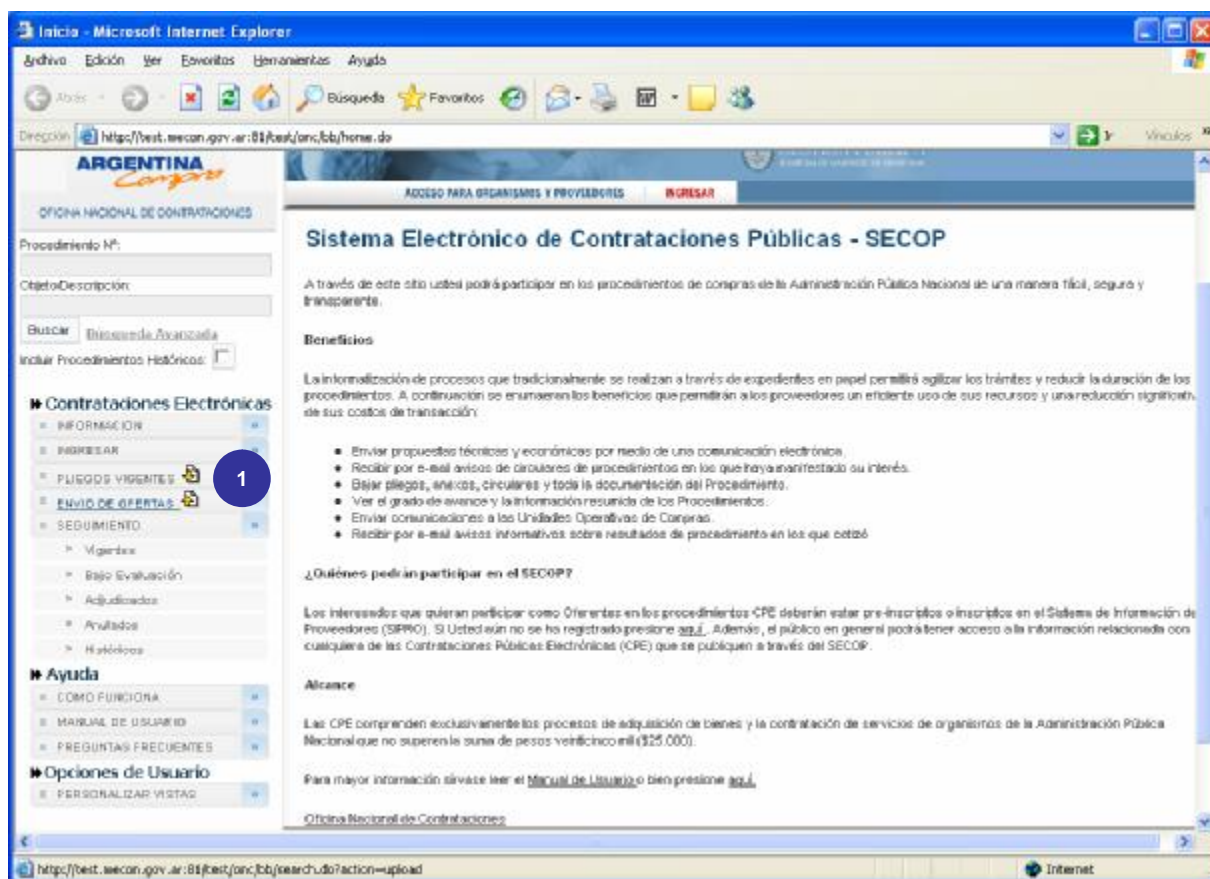 Inicio - Microsoft Internet Explorer
Archivo Edición Ver Favoritos Herramientas Ayuda
Atrás Búsqueda Favoritos
Dirección http://test.mecon.gov.ar:81/test/onc/bb/home.do Ir Vínculos
ARGENTINA
Compra
OFICINA NACIONAL DE CONTRATACIONES
ACCESO PARA ORGANISMOS Y PROVEEDORES INGRESAR
Procedimiento Nº:
Objeto/Descripción:
Buscar Búsqueda Avanzada
Incluir Procedimientos Históricos:
Contrataciones Electrónicas
INFORMACION
INGRESAR
PLIEGOS VIGENTES
1
ENVIO DE OFERTAS
SEGUIMIENTO
Vigentes
Bajo Evaluación
Adjudicados
Anulados
Históricos
Ayuda
COMO FUNCIONA
MANUAL DE USUARIO
PREGUNTAS FRECUENTES
Opciones de Usuario
PERSONALIZAR VISTAS
Sistema Electrónico de Contrataciones Públicas - SECOP
A través de este sitio usted podrá participar en los procedimientos de compras de la Administración Pública Nacional de una manera fácil, segura y
transparente.
Beneficios
La informatización de procesos que tradicionalmente se realizan a través de expedientes en papel permitirá agilizar los trámites y reducir la duración de los
procedimientos. A continuación se enumeran los beneficios que permitirán a los proveedores un eficiente uso de sus recursos y una reducción significativ
de sus costos de transacción:
Enviar propuestas técnicas y económicas por medio de una comunicación electrónica.
Recibir por e-mail avisos de circulares de procedimientos en los que haya manifestado su interés.
Bajar pliegos, anexos, circulares y toda la documentación del Procedimiento.
Ver el grado de avance y la información resumida de los Procedimientos.
Enviar comunicaciones a las Unidades Operativas de Compras.
Recibir por e-mail avisos informativos sobre resultados de procedimiento en los que cotizó
¿Quiénes podrán participar en el SECOP?
Los interesados que quieran participar como Oferentes en los procedimientos CPE deberán estar pre-inscriptos o inscriptos en el Sistema de Información de
Proveedores (SIPRO). Si Usted aún no se ha registrado presione aquí. Además, el público en general podrá tener acceso a la información relacionada con
cualquiera de las Contrataciones Públicas Electrónicas (CPE) que se publiquen a través del SECOP.
Alcance
Las CPE comprenden exclusivamente los procesos de adquisición de bienes y la contratación de servicios de organismos de la Administración Pública
Nacional que no superen la suma de pesos veinticinco mil ($25.000).
Para mayor información sírvase leer el Manual de Usuario o bien presione aquí.
Oficina Nacional de Contrataciones
http://test.mecon.gov.ar:81/test/onc/bb/search.do?action=upload Internet